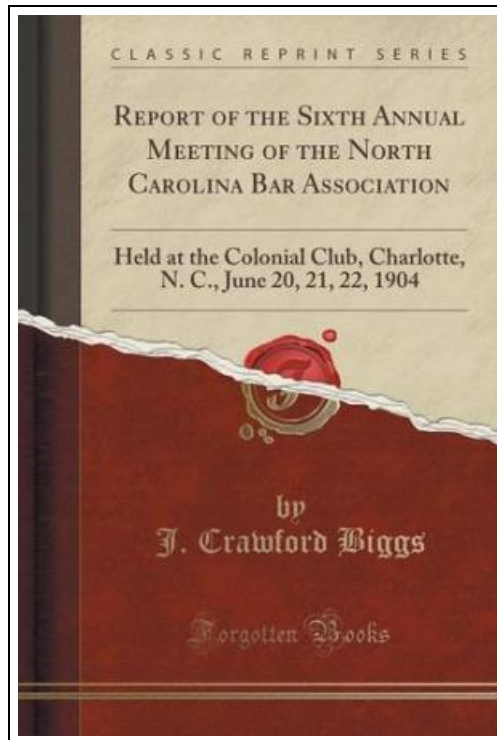 CLASSIC REPRINT SERIES
REPORT OF THE SIXTH ANNUAL
MEETING OF THE NORTH
CAROLINA BAR ASSOCIATION
Held at the Colonial Club, Charlotte,
N. C., June 20, 21, 22, 1904
by
J. Crawford Biggs
Forgotten Books